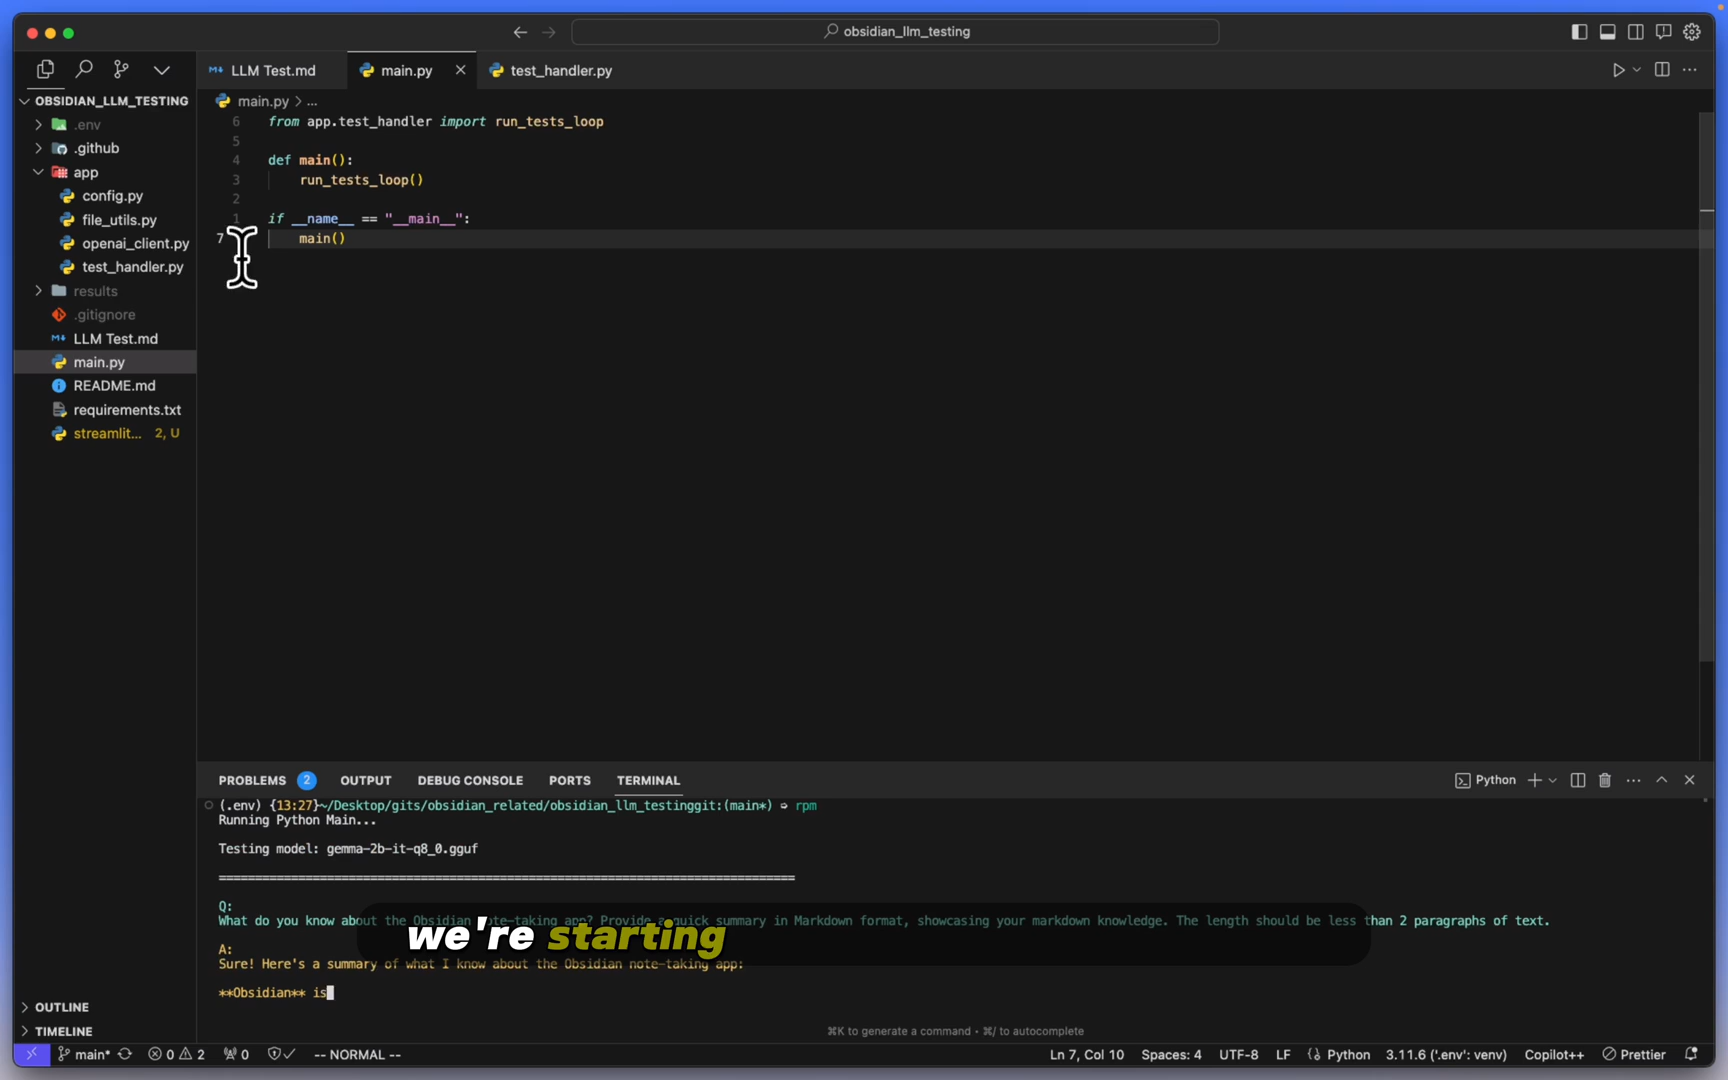 obsidian_llm_testing
LLM Test.md
main.py
test_handler.py
OBSIDIAN_LLM_TESTING
.env
.github
app
config.py
file_utils.py
openai_client.py
test_handler.py
results
.gitignore
LLM Test.md
main.py
README.md
requirements.txt
streamlit... 2, U
OUTLINE
TIMELINE
main.py > ...
6 from app.test_handler import run_tests_loop
5
4 def main():
3 run_tests_loop()
2
1 if __name__ == "__main__":
7 main()
PROBLEMS 2 OUTPUT DEBUG CONSOLE PORTS TERMINAL
Python
(.env) {13:27}~/Desktop/gits/obsidian_related/obsidian_llm_testinggit:(main*) ➭ rpm
Running Python Main...
Testing model: gemma-2b-it-q8_0.gguf
================================================================================
Q:
What do you know about the Obsidian note-taking app? Provide a quick summary in Markdown format, showcasing your markdown knowledge. The length should be less than 2 paragraphs of text.
we're starting
A:
Sure! Here's a summary of what I know about the Obsidian note-taking app:
**Obsidian** is
⌘K to generate a command • ⌘/ to autocomplete
main* 0 2 0 -- NORMAL -- Ln 7, Col 10 Spaces: 4 UTF-8 LF Python 3.11.6 ('.env': venv) Copilot++ Prettier